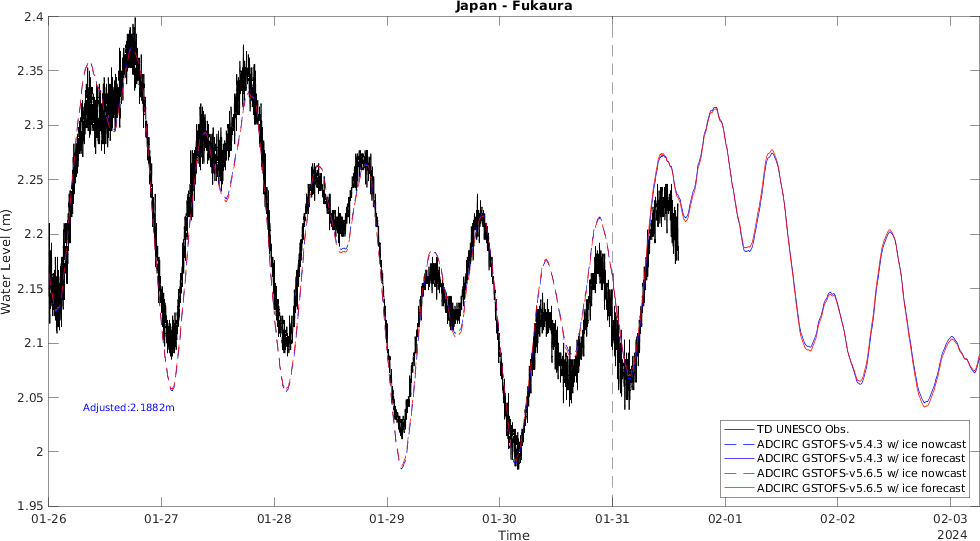 Japan - Fukaura
Water Level (m)
2.4
2.35
2.3
2.25
2.2
2.15
2.1
2.05
2
1.95
Adjusted:2.1882m
TD UNESCO Obs.
ADCIRC GSTOFS-v5.4.3 w/ ice nowcast
ADCIRC GSTOFS-v5.4.3 w/ ice forecast
ADCIRC GSTOFS-v5.6.5 w/ ice nowcast
ADCIRC GSTOFS-v5.6.5 w/ ice forecast
01-26 01-27 01-28 01-29 01-30 01-31 02-01 02-02 02-03
Time
2024